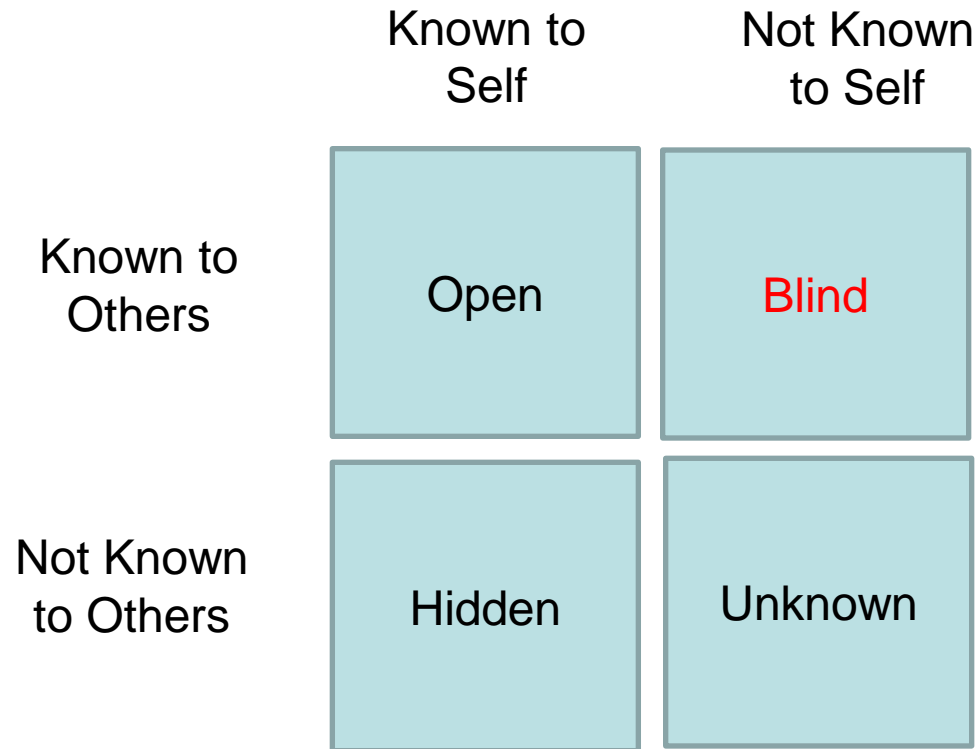 Known to
Self
Not Known
to Self
Known to
Others
Open
Blind
Not Known
to Others
Hidden
Unknown